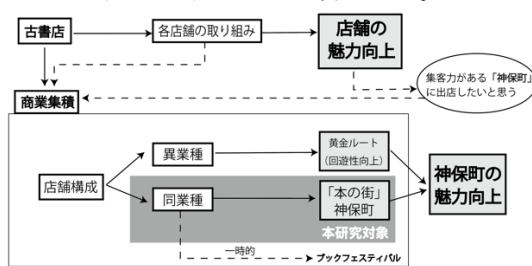 古書店
各店舗の取り組み
店舗の
魅力向上
集客力がある「神保町」
に出店したいと思う
商業集積
異業種
黄金ルート
(回遊性向上)
店舗構成
神保町の
魅力向上
同業種
「本の街」
神保町
本研究対象
一時的
ブックフェスティバル